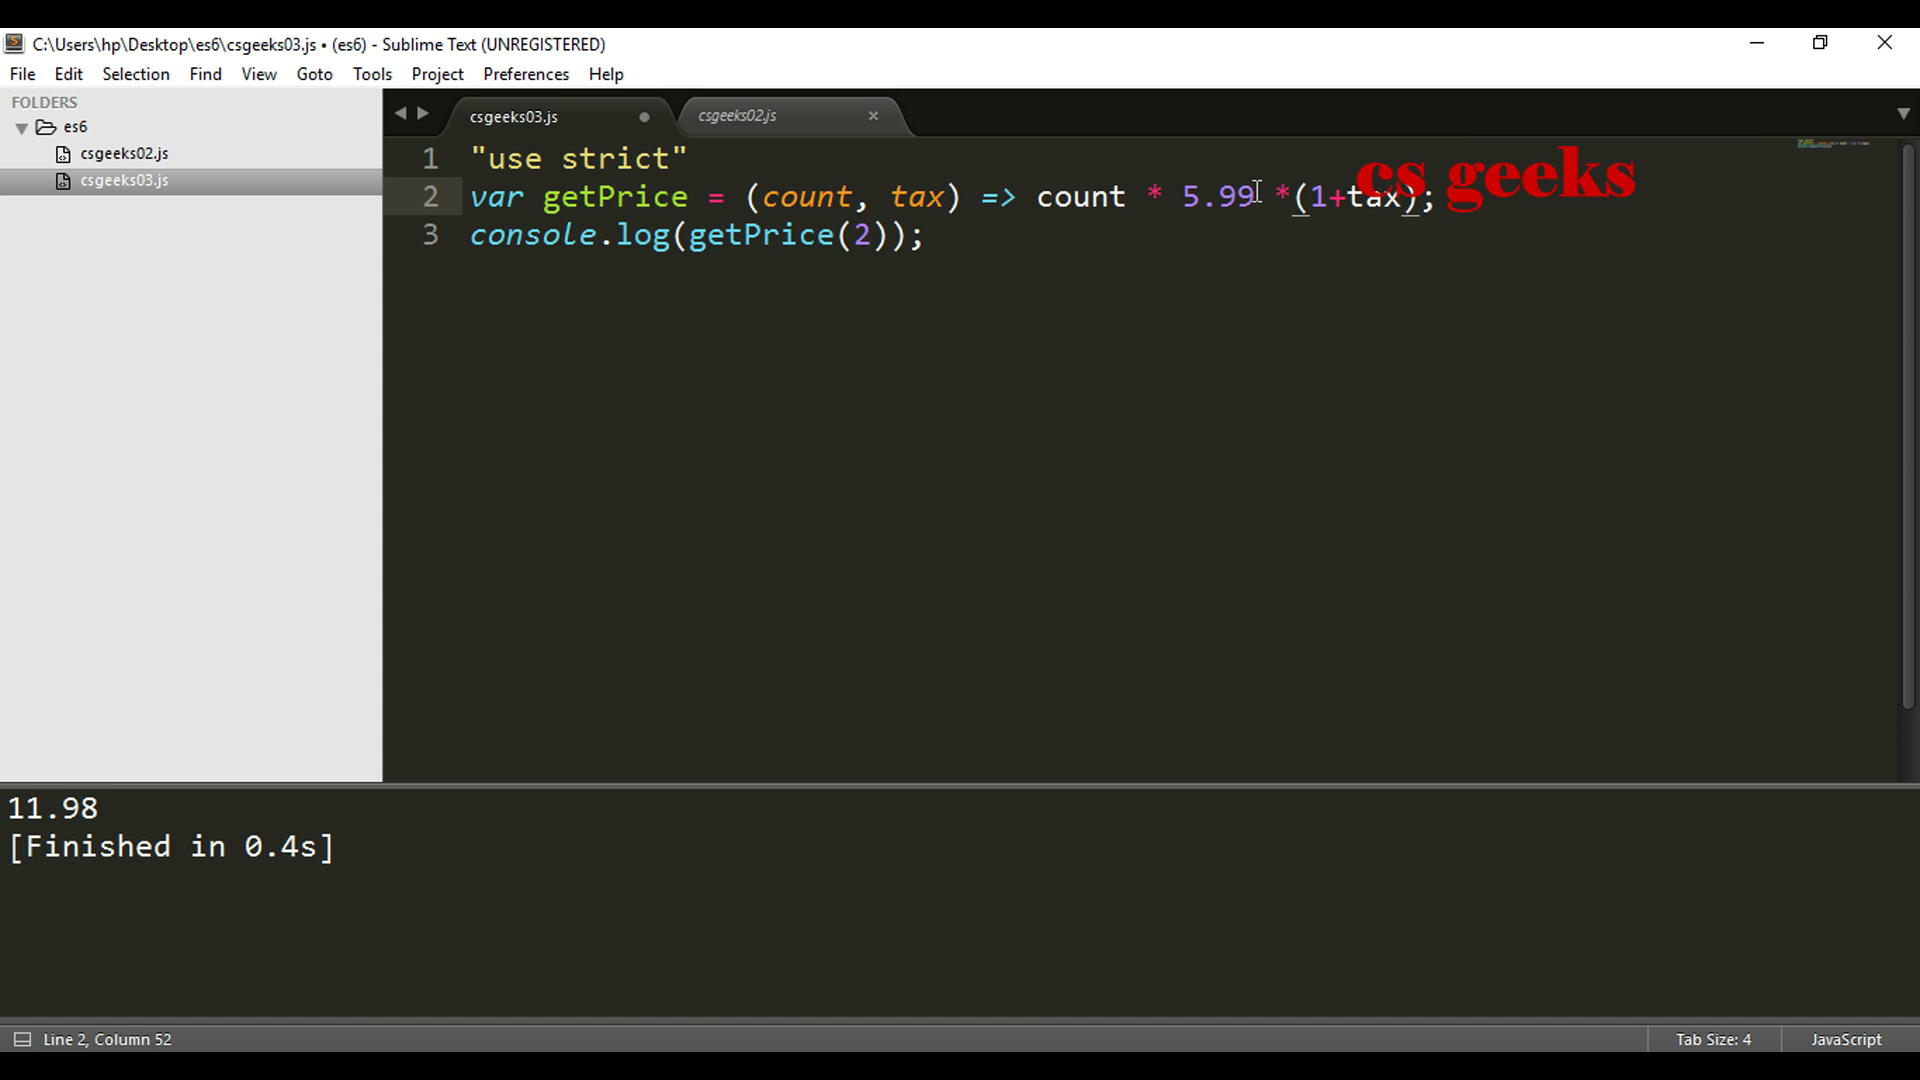 C:\Users\hp\Desktop\es6\csgeeks03.js • (es6) - Sublime Text (UNREGISTERED)
File Edit Selection Find View Goto Tools Project Preferences Help
FOLDERS
es6
csgeeks02.js
csgeeks03.js
csgeeks03.js csgeeks02.js
cs geeks
1 "use strict"
2 var getPrice = (count, tax) => count * 5.99 *(1+tax);
3 console.log(getPrice(2));
11.98
[Finished in 0.4s]
Line 2, Column 52 Tab Size: 4 JavaScript